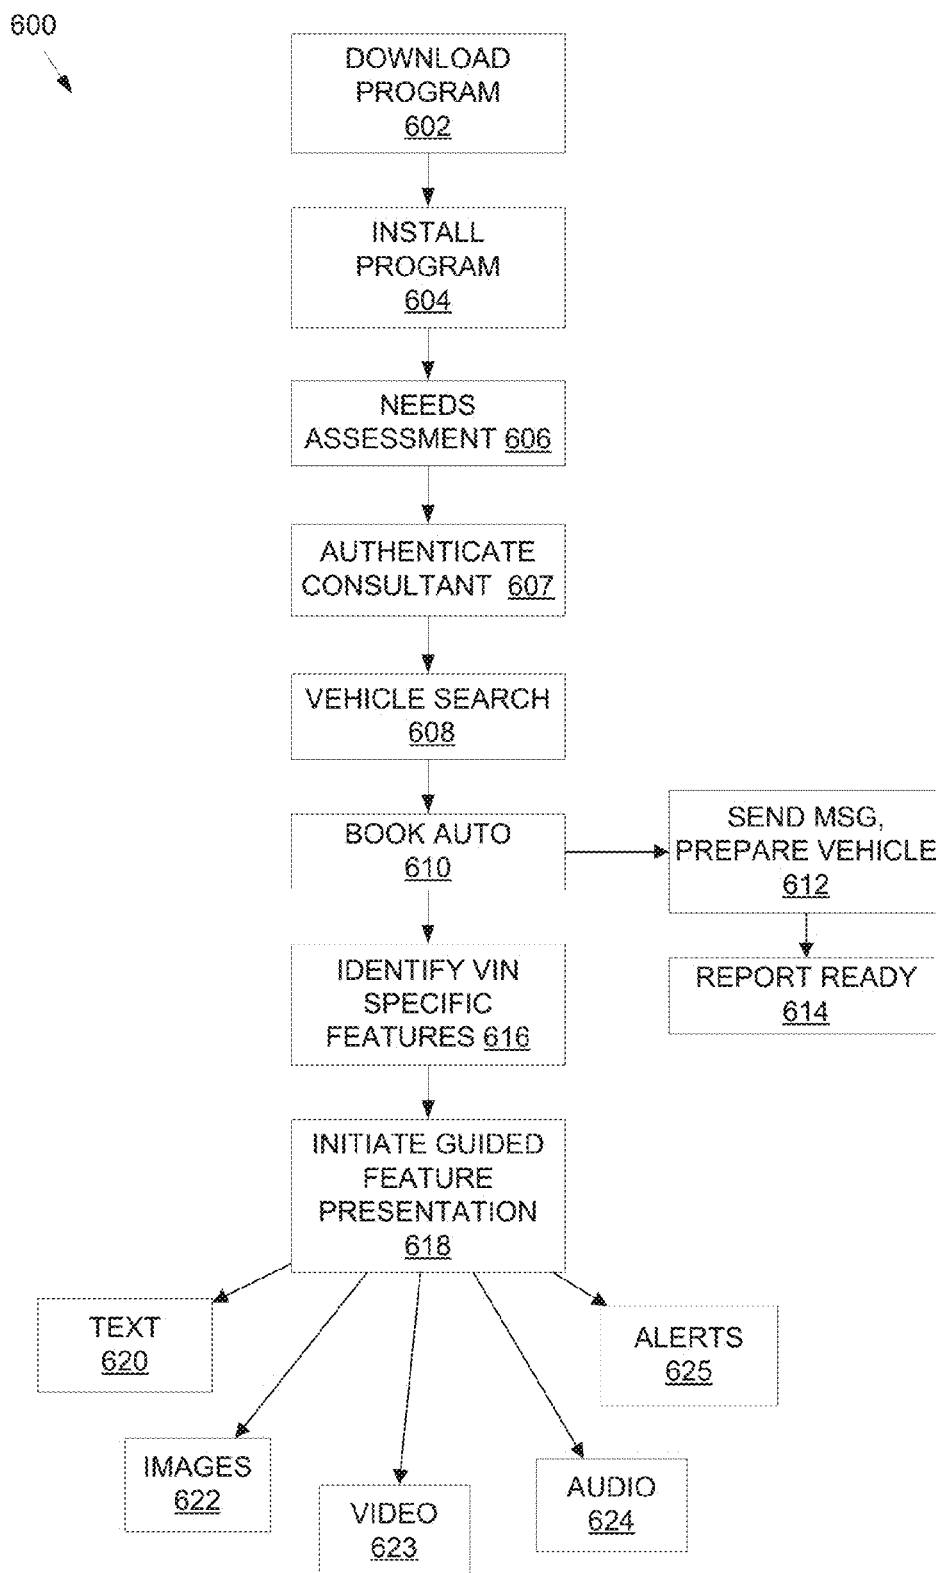 600
DOWNLOAD
PROGRAM
602
INSTALL
PROGRAM
604
NEEDS
ASSESSMENT 606
AUTHENTICATE
CONSULTANT 607
VEHICLE SEARCH
608
BOOK AUTO
610
SEND MSG,
PREPARE VEHICLE
612
REPORT READY
614
IDENTIFY VIN
SPECIFIC
FEATURES 616
INITIATE GUIDED
FEATURE
PRESENTATION
618
TEXT
620
IMAGES
622
VIDEO
623
AUDIO
624
ALERTS
625